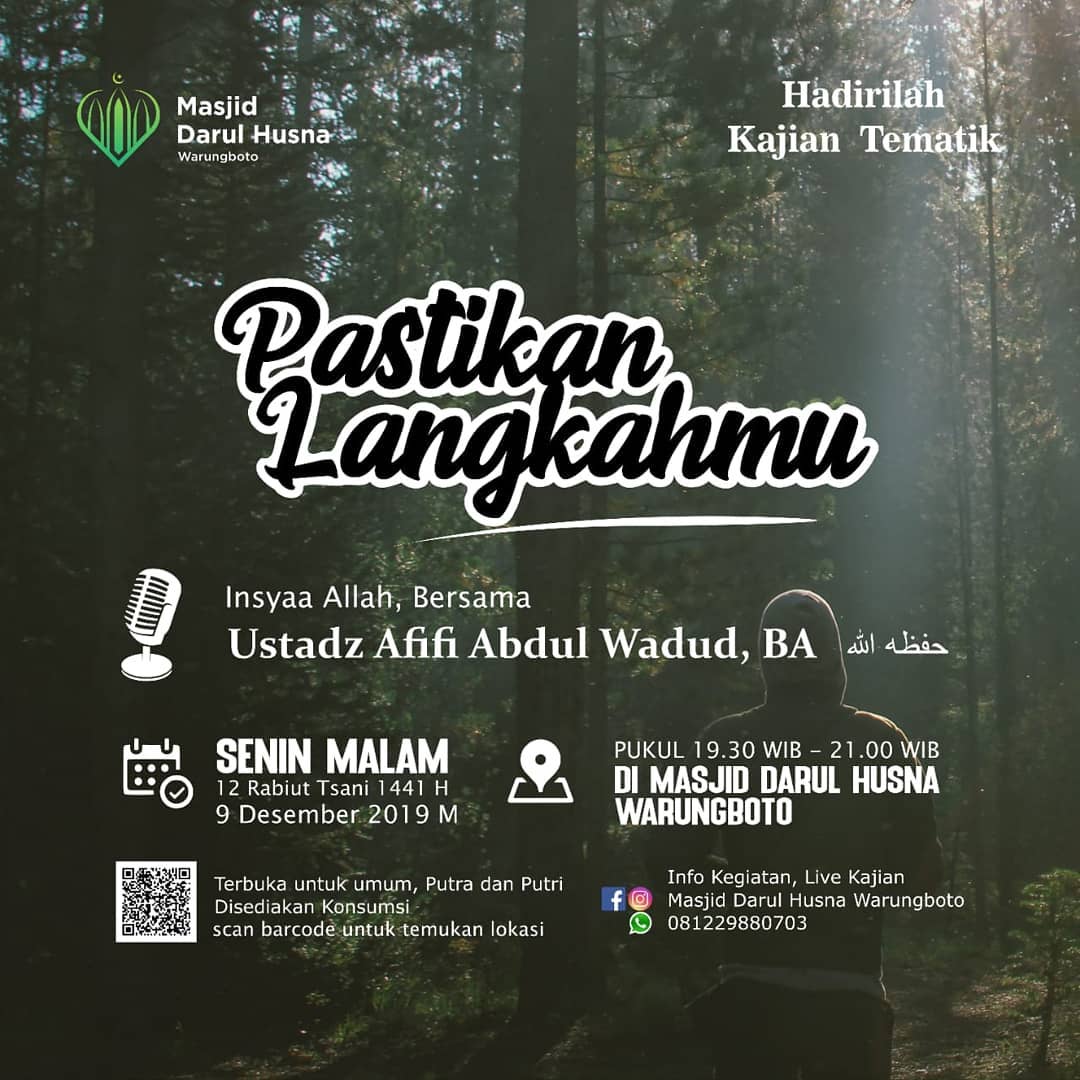 Masjid
Darul Husna
Warungboto
Hadirilah
Kajian Tematik
Pastikan
Langkahmu
Insyaa Allah, Bersama
Ustadz Afifi Abdul Wadud, BA حفظه الله
SENIN MALAM
12 Rabiut Tsani 1441 H
9 Desember 2019 M
PUKUL 19.30 WIB – 21.00 WIB
DI MASJID DARUL HUSNA
WARUNGBOTO
Terbuka untuk umum, Putra dan Putri
Disediakan Konsumsi
scan barcode untuk temukan lokasi
Info Kegiatan, Live Kajian
Masjid Darul Husna Warungboto
081229880703